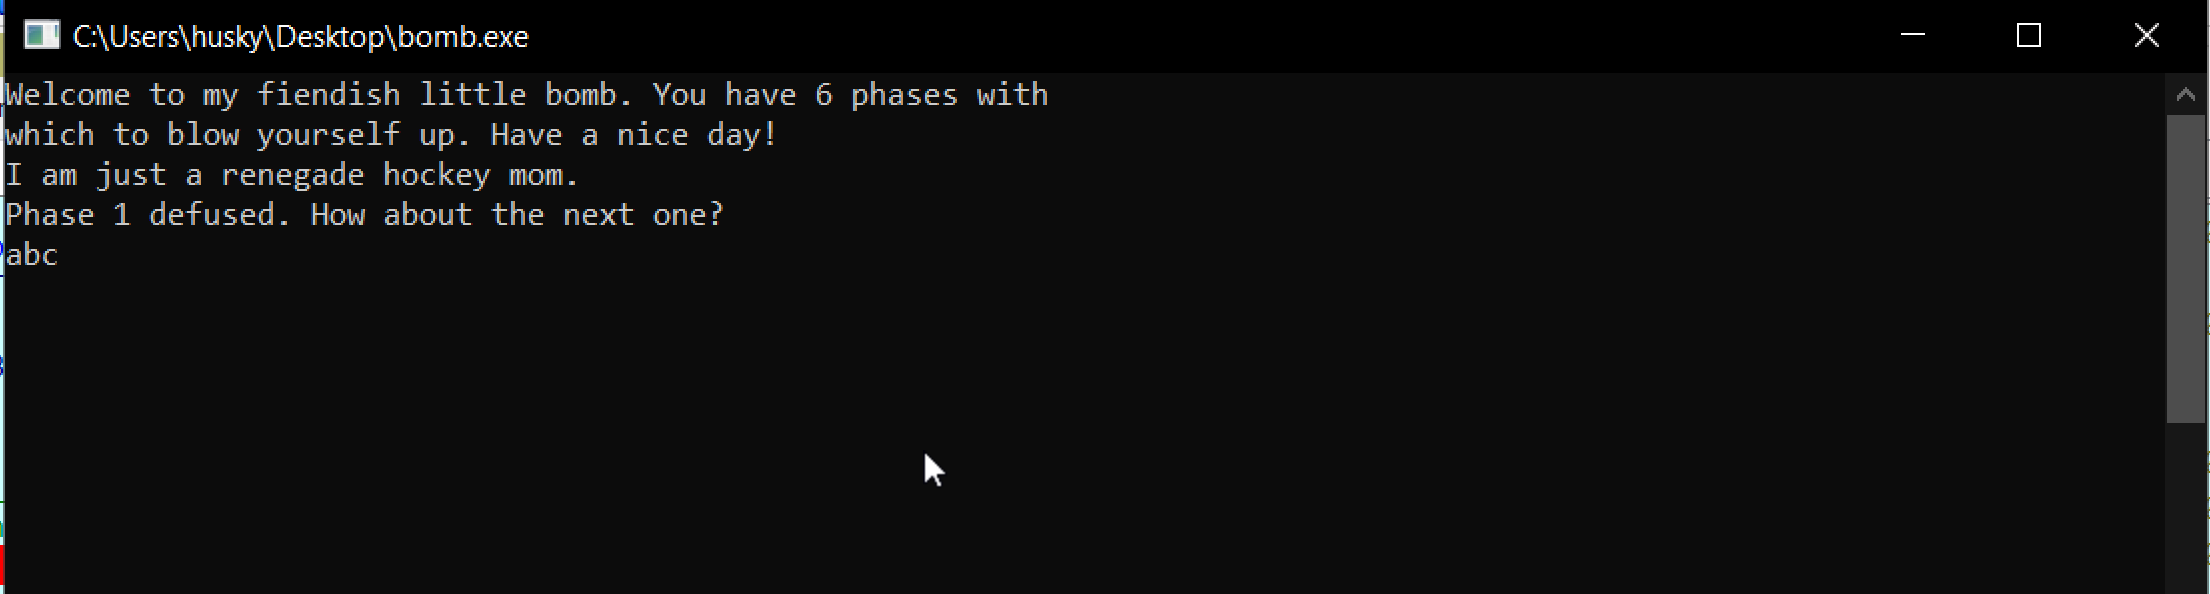 C:\Users\husky\Desktop\bomb.exe
Welcome to my fiendish little bomb. You have 6 phases with
which to blow yourself up. Have a nice day!
I am just a renegade hockey mom.
Phase 1 defused. How about the next one?
abc